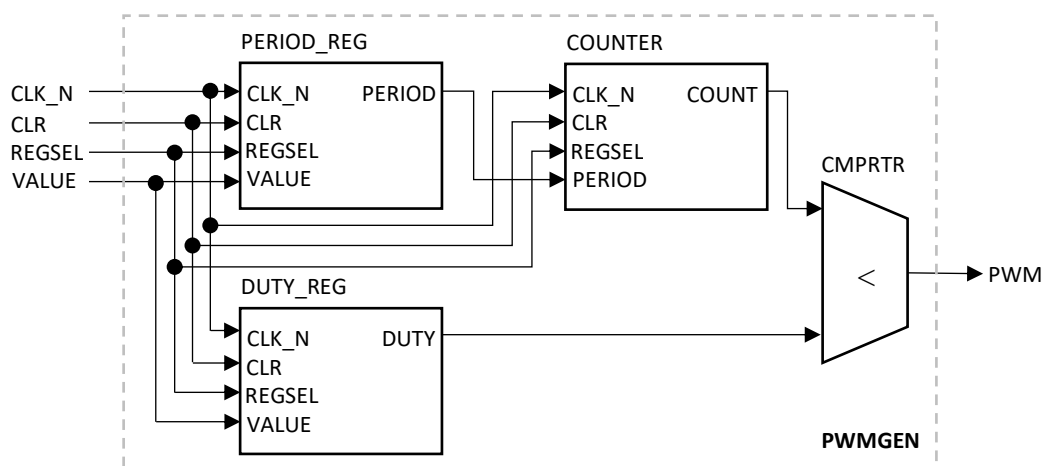 PERIOD_REG
COUNTER
CLK_N
CLR
REGSEL
VALUE
CLK_N PERIOD
CLR
REGSEL
VALUE
CLK_N COUNT
CLR
REGSEL
PERIOD
CMPRTR
<
PWM
DUTY_REG
CLK_N DUTY
CLR
REGSEL
VALUE
PWMGEN